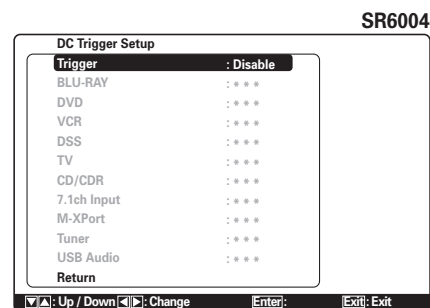 SR6004
DC Trigger Setup
Trigger : Disable
BLU-RAY : * * *
DVD : * * *
VCR : * * *
DSS : * * *
TV : * * *
CD/CDR : * * *
7.1ch Input : * * *
M-XPort : * * *
Tuner : * * *
USB Audio : * * *
Return
▼▲: Up / Down ◀▶: Change Enter: Exit: Exit